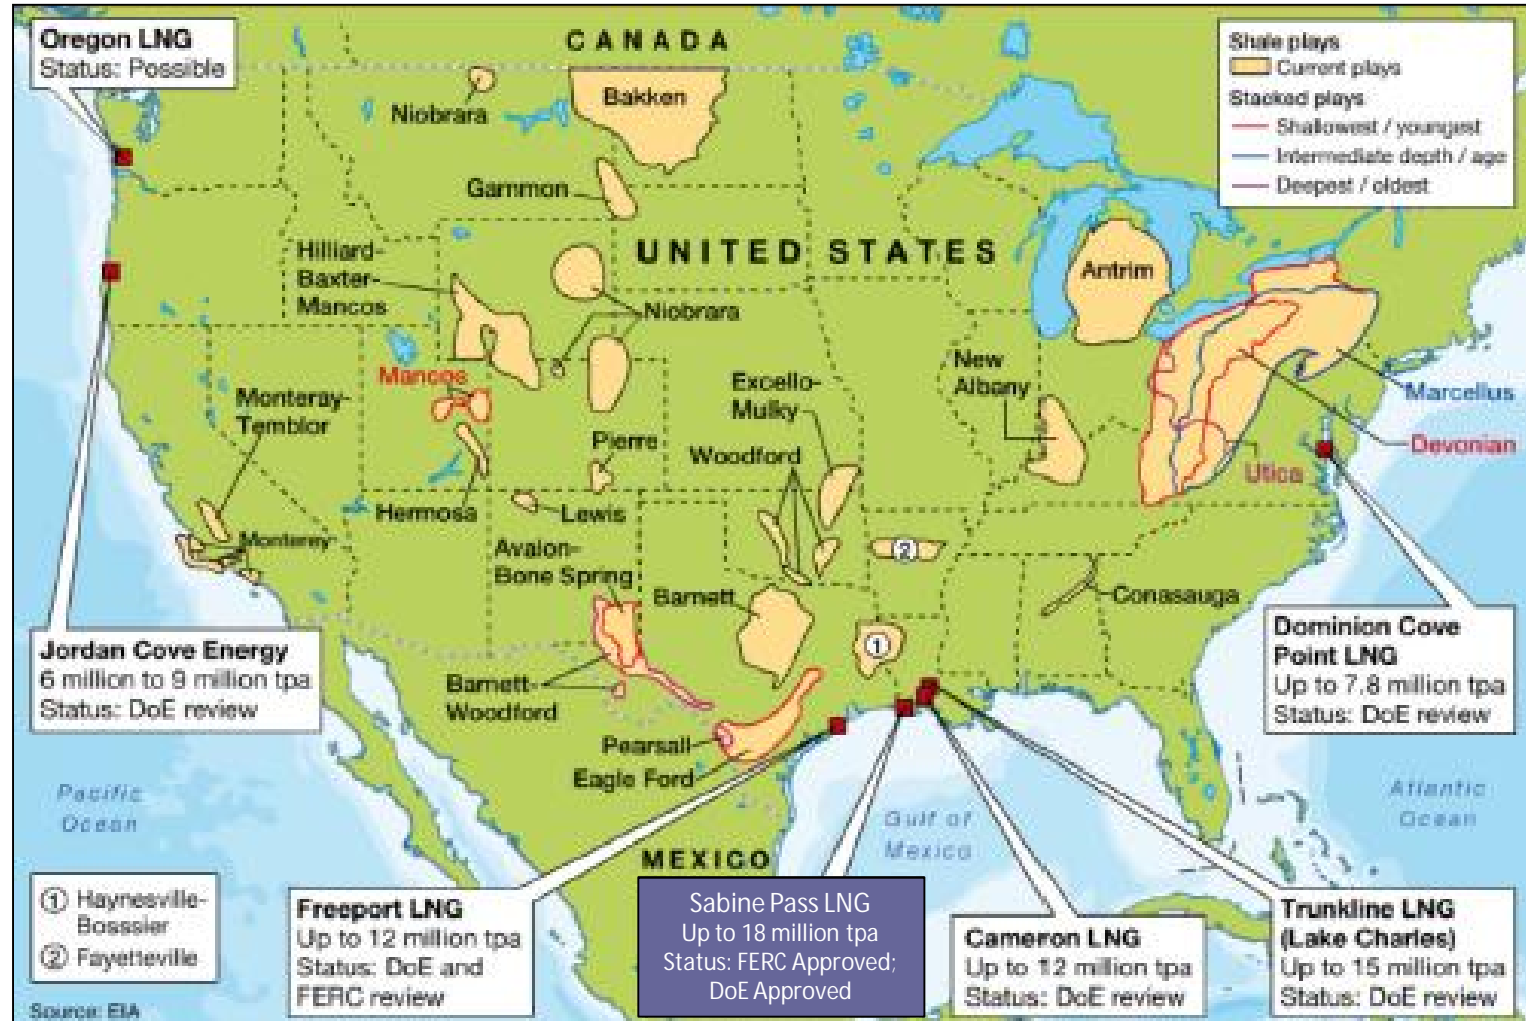 Oregon LNG
Status: Possible
CANADA
Shale plays
Current plays
Stacked plays
Shallowest / youngest
Intermediate depth / age
Deepest / oldest
Niobrara
Bakken
Gammon
UNITED STATES
Hilliard-
Baxter-
Mancos
Antrim
Niobrara
Mancos
New
Albany
Excello-
Mulky
Marcellus
Monteray-
Temblor
Pierre
Woodford
Devonian
Utica
Hermosa
Lewis
Monterey
Avalon-
Bone Spring
2
Barnett
Conasauga
1
Jordan Cove Energy
6 million to 9 million tpa
Status: DoE review
Dominion Cove
Point LNG
Up to 7.8 million tpa
Status: DoE review
Barnett-
Woodford
Pearsall
Eagle Ford
Pacific
Ocean
Atlantic
Ocean
Gulf of
Mexico
MEXICO
1 Haynesville-
Bosssier
2 Fayetteville
Freeport LNG
Up to 12 million tpa
Status: DoE and
FERC review
Sabine Pass LNG
Up to 18 million tpa
Status: FERC Approved;
DoE Approved
Cameron LNG
Up to 12 million tpa
Status: DoE review
Trunkline LNG
(Lake Charles)
Up to 15 million tpa
Status: DoE review
Source: EIA